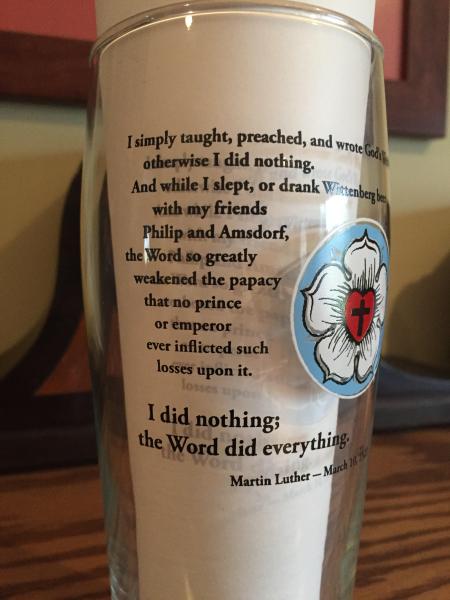 I simply taught, preached, and wrote God's
otherwise I did nothing.
And while I slept, or drank Wittenberg beer
with my friends
Philip and Amsdorf,
the Word so greatly
weakened the papacy
that no prince
or emperor
ever inflicted such
losses upon it.
I did nothing;
the Word did everything.
Martin Luther — March 10,